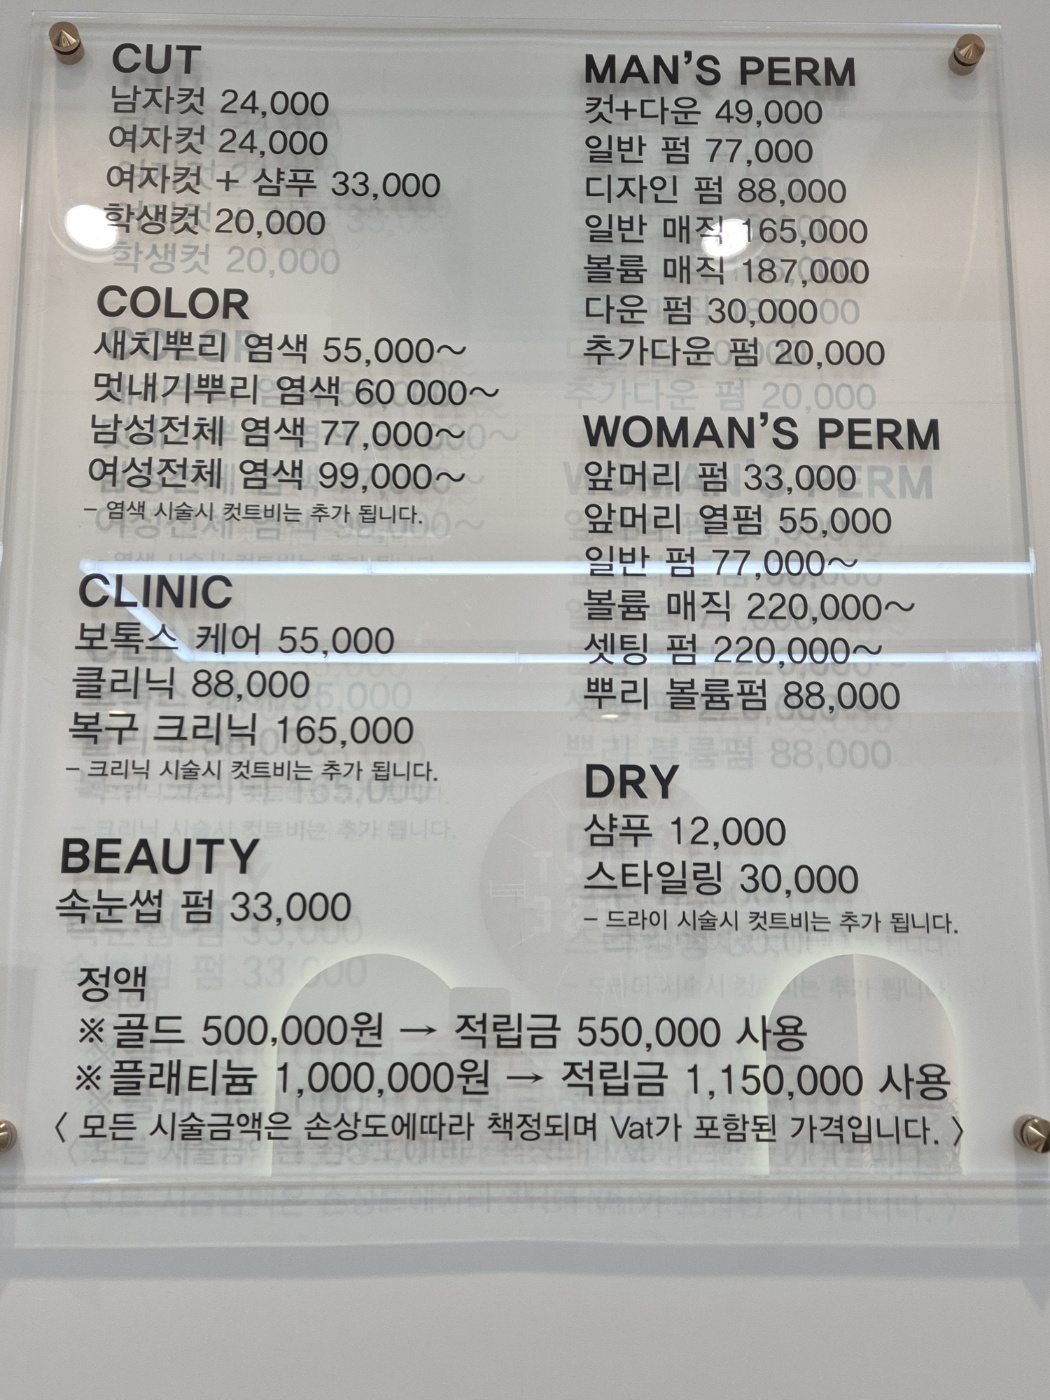 CUT
남자컷 24,000
여자컷 24,000
여자컷 + 샴푸 33,000
학생컷 20,000
COLOR
새치뿌리 염색 55,000~
멋내기뿌리 염색 60 000~
남성전체 염색 77,000~
여성전체 염색 99,000~
- 염색 시술시 컷트비는 추가 됩니다.
CLINIC
보톡스 케어 55,000
클리닉 88,000
복구 크리닉 165,000
- 크리닉 시술시 컷트비는 추가 됩니다.
BEAUTY
속눈썹 펌 33,000
MAN'S PERM
컷+다운 49,000
일반 펌 77,000
디자인 펌 88,000
일반 매직 165,000
볼륨 매직 187,000
다운 펌 30,000
추가다운 펌 20,000
WOMAN'S PERM
앞머리 펌 33,000
앞머리 열펌 55,000
일반 펌 77,000~
볼륨 매직 220,000~
셋팅 펌 220,000~
뿌리 볼륨펌 88,000
DRY
샴푸 12,000
스타일링 30,000
- 드라이 시술시 컷트비는 추가 됩니다.
정액
※골드 500,000원 → 적립금 550,000 사용
※플래티늄 1,000,000원 → 적립금 1,150,000 사용
< 모든 시술금액은 손상도에따라 책정되며 Vat가 포함된 가격입니다. >